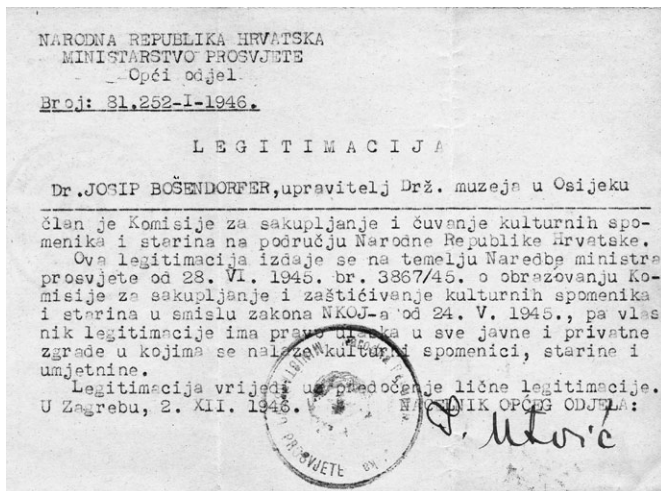 NARODNA REPUBLIKA HRVATSKA
MINISTARSTVO PROSVJETE
Opći odjel
Broj: 81.252-I-1946.
LEGITIMACIJA
Dr.JOSIP BOŠENDORFER,upravitelj Drž. muzeja u Osijeku
član je Komisije za sakupljanje i čuvanje kulturnih spo-
menika i starina na području Narodne Republike Hrvatske.
Ova legitimacija izdaje se na temelju Naredbe ministra
prosvjete od 28. VI. 1945. br. 3867/45. o obrazovanju Ko-
misije za sakupljanje i zaštićivanje kulturnih spomenika
i starina u smislu zakona NKOJ-a od 24. V. 1945., pa vlas
nik legitimacije ima pravo ulaska u sve javne i privatne
zgrade u kojima se nalaze kulturni spomenici, starine i
umjetnine.
Legitimacija vrijedi uz predočenje lične legitimacije.
U Zagrebu, 2. XII. 1946. NAČELNIK OPĆEG ODJELA:
PROSVJETE